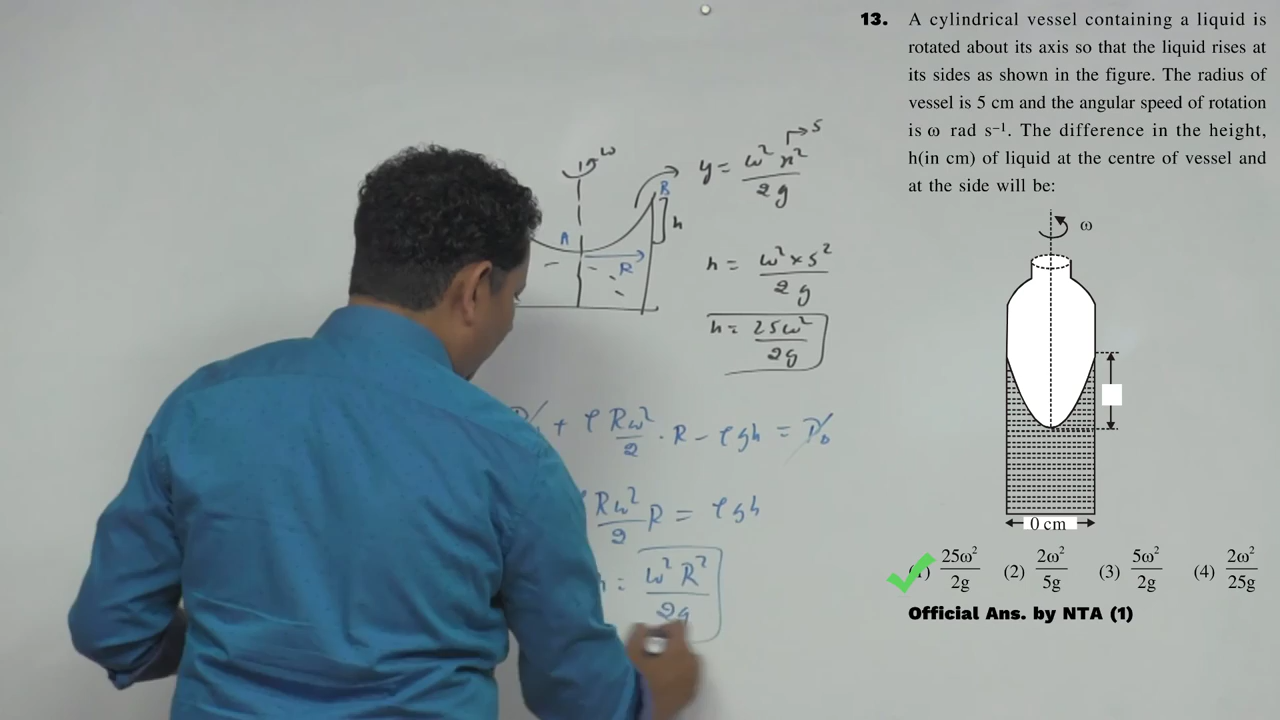 13. A cylindrical vessel containing a liquid is
rotated about its axis so that the liquid rises at
its sides as shown in the figure. The radius of
vessel is 5 cm and the angular speed of rotation
is ω rad s⁻¹. The difference in the height,
h(in cm) of liquid at the centre of vessel and
at the side will be:
ω
0 cm
(1) 25ω²/2g (2) 2ω²/5g (3) 5ω²/2g (4) 2ω²/25g
Official Ans. by NTA (1)
ω
A
B
h
R
y = ω²x²/2g → 5
h = ω²×5²/2g
h = 25ω²/2g
+ ρRω²/2 · R − ρgh = P₀
Rω²/2 R = ρgh
h = ω²R²/2g